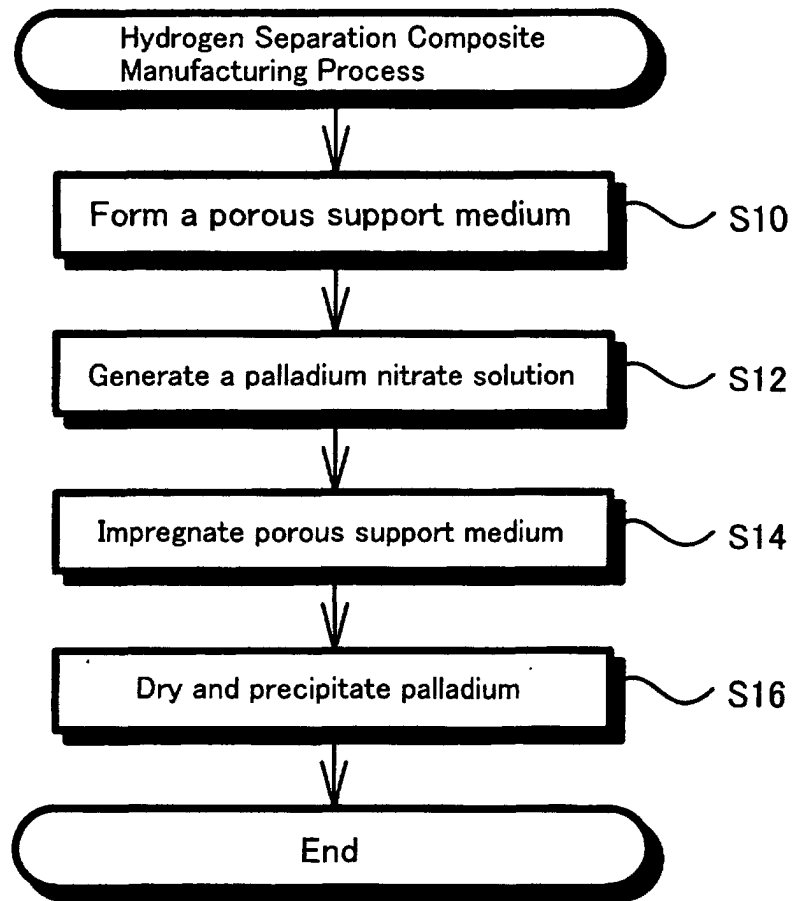 Hydrogen Separation Composite
Manufacturing Process
Form a porous support medium
S10
Generate a palladium nitrate solution
S12
Impregnate porous support medium
S14
Dry and precipitate palladium
S16
End